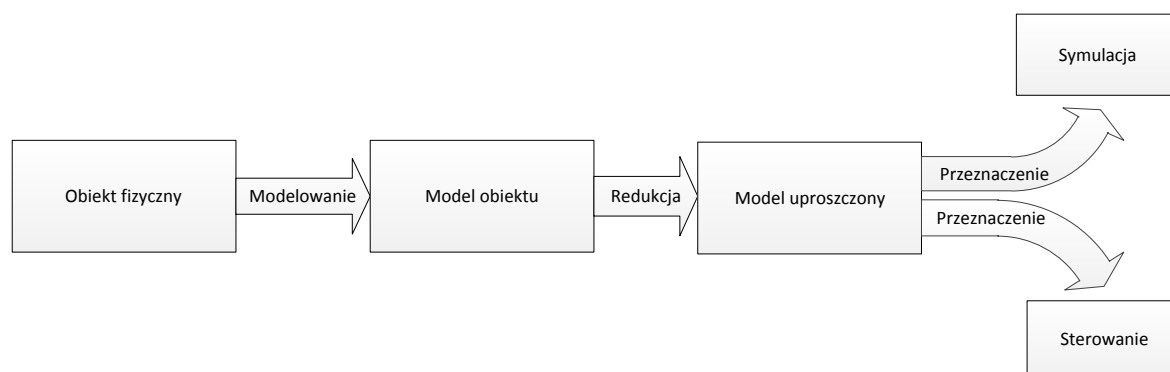 Symulacja
Obiekt fizyczny
Modelowanie
Model obiektu
Redukcja
Model uproszczony
Przeznaczenie
Przeznaczenie
Sterowanie